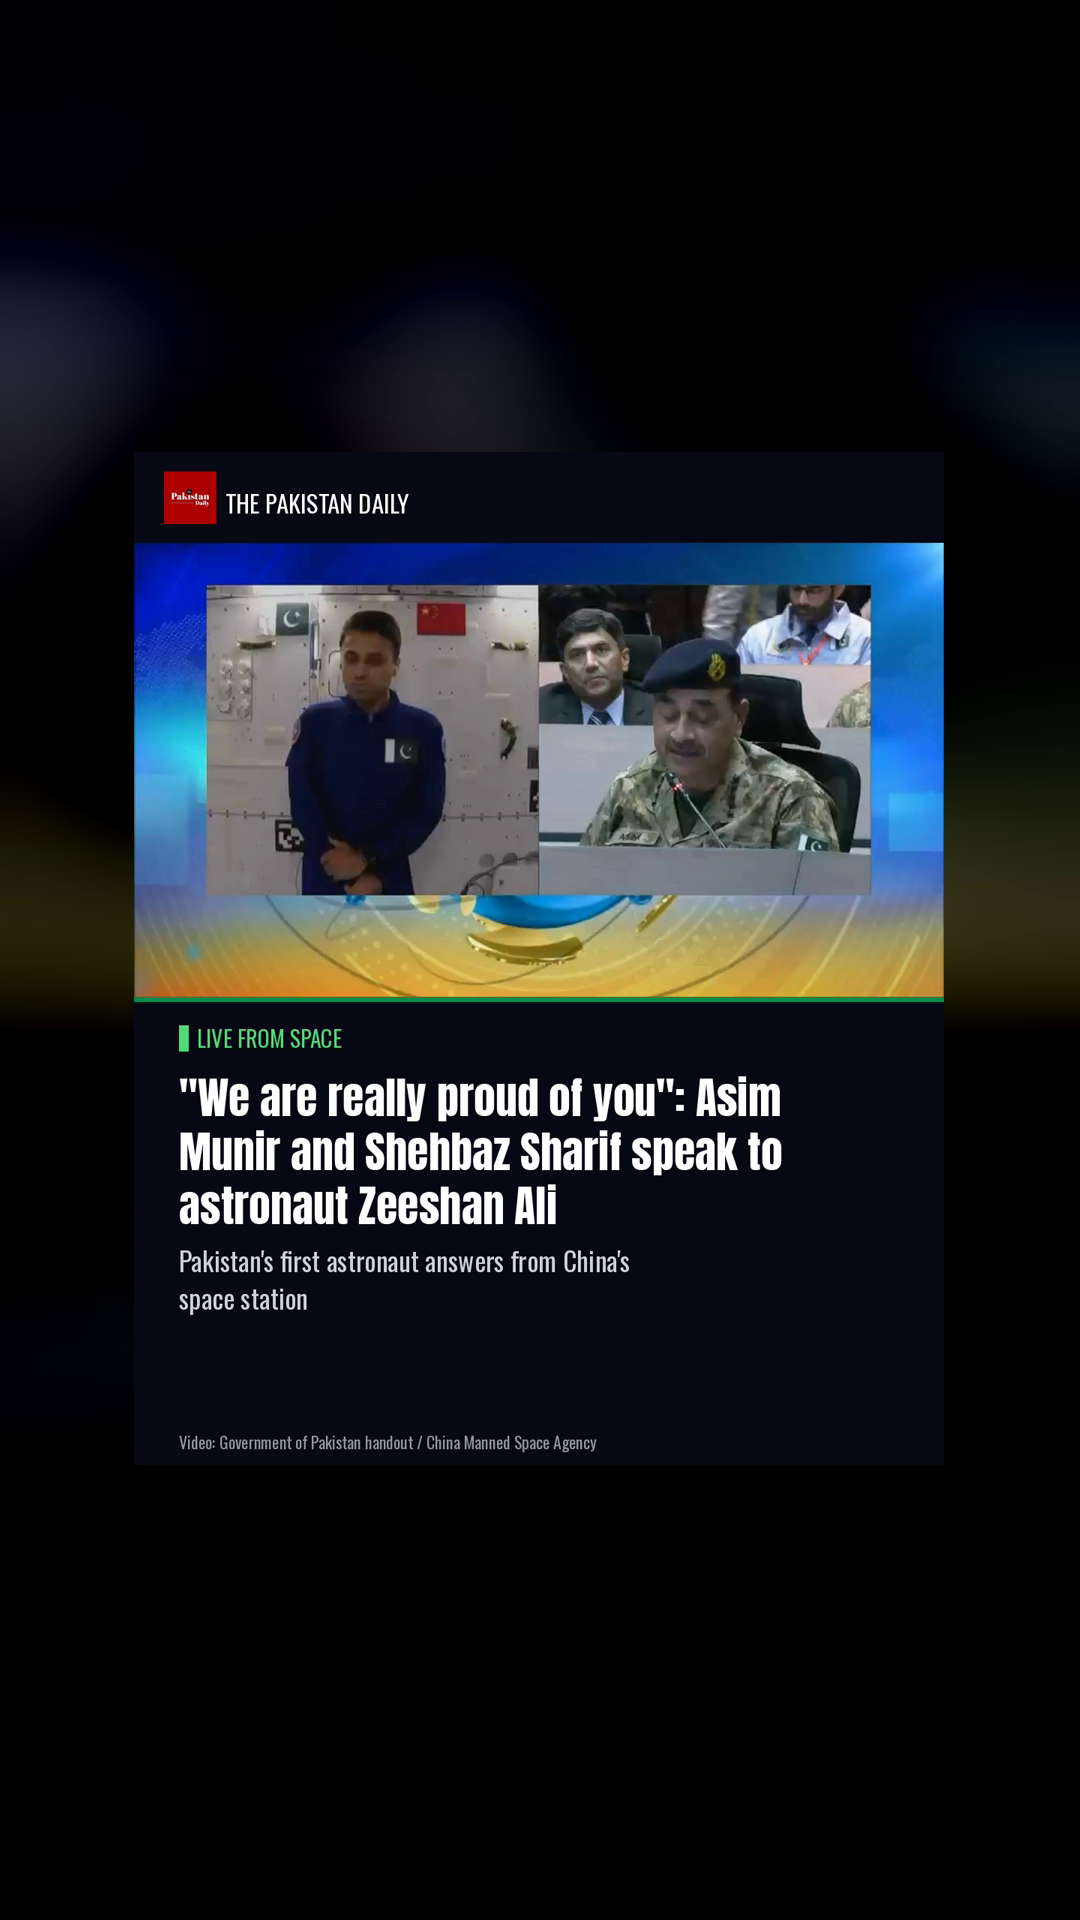 Pakistan
Daily
THE PAKISTAN DAILY
ASIM
LIVE FROM SPACE
"We are really proud of you": Asim
Munir and Shehbaz Sharif speak to
astronaut Zeeshan Ali
Pakistan's first astronaut answers from China's
space station
Video: Government of Pakistan handout / China Manned Space Agency